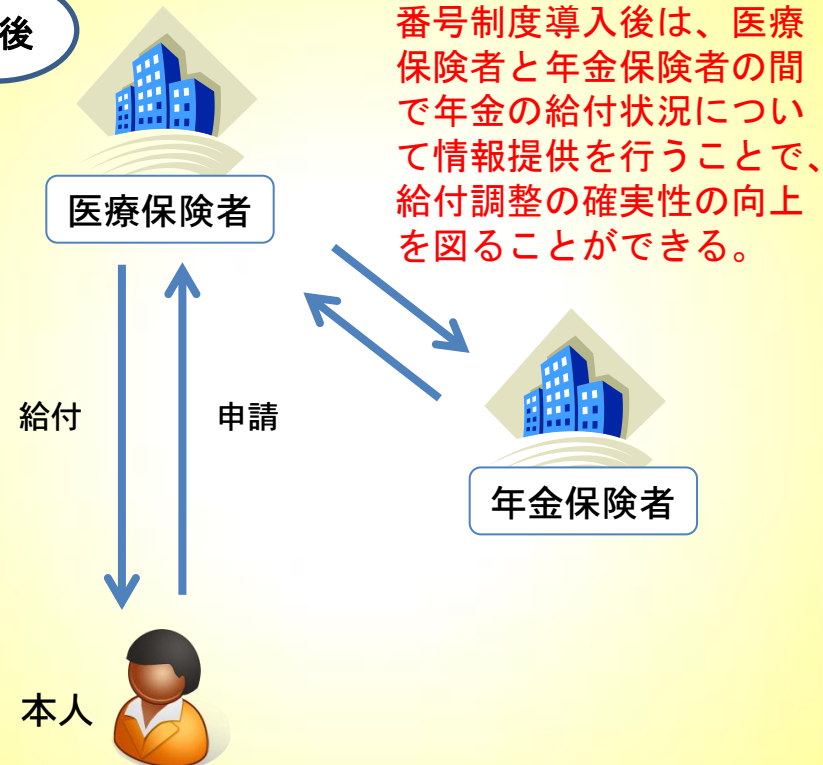 後
番号制度導入後は、医療
保険者と年金保険者の間
で年金の給付状況につい
て情報提供を行うことで、
給付調整の確実性の向上
を図ることができる。
医療保険者
給付
申請
年金保険者
本人